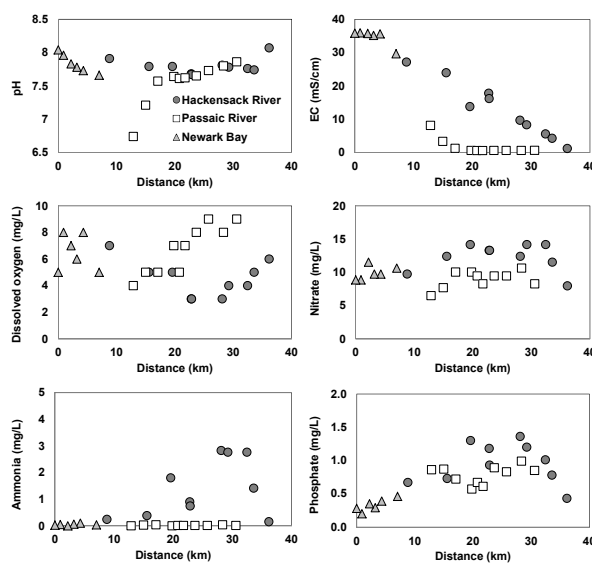 8.5
8
7.5
7
6.5
0 10 20 30 40
pH
Distance (km)
Hackensack River
Passaic River
Newark Bay
40
30
20
10
0
0 10 20 30 40
EC (mS/cm)
Distance (km)
10
8
6
4
2
0
0 10 20 30 40
Dissolved oxygen (mg/L)
Distance (km)
20
15
10
5
0
0 10 20 30 40
Nitrate (mg/L)
Distance (km)
5
4
3
2
1
0
0 10 20 30 40
Ammonia (mg/L)
Distance (km)
2.0
1.5
1.0
0.5
0.0
0 10 20 30 40
Phosphate (mg/L)
Distance (km)